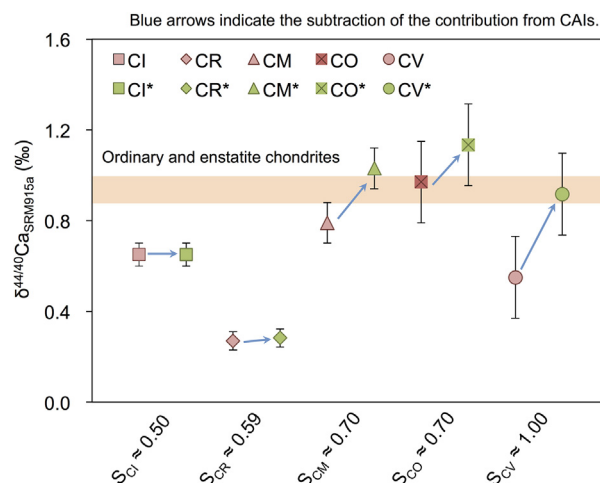 Blue arrows indicate the subtraction of the contribution from CAIs.
1.6
CI CR CM CO CV
CI* CR* CM* CO* CV*
1.2
Ordinary and enstatite chondrites
0.8
0.4
0.0
δ44/40CaSRM915a (‰)
SCI ≈ 0.50
SCR ≈ 0.59
SCM ≈ 0.70
SCO ≈ 0.70
SCV ≈ 1.00